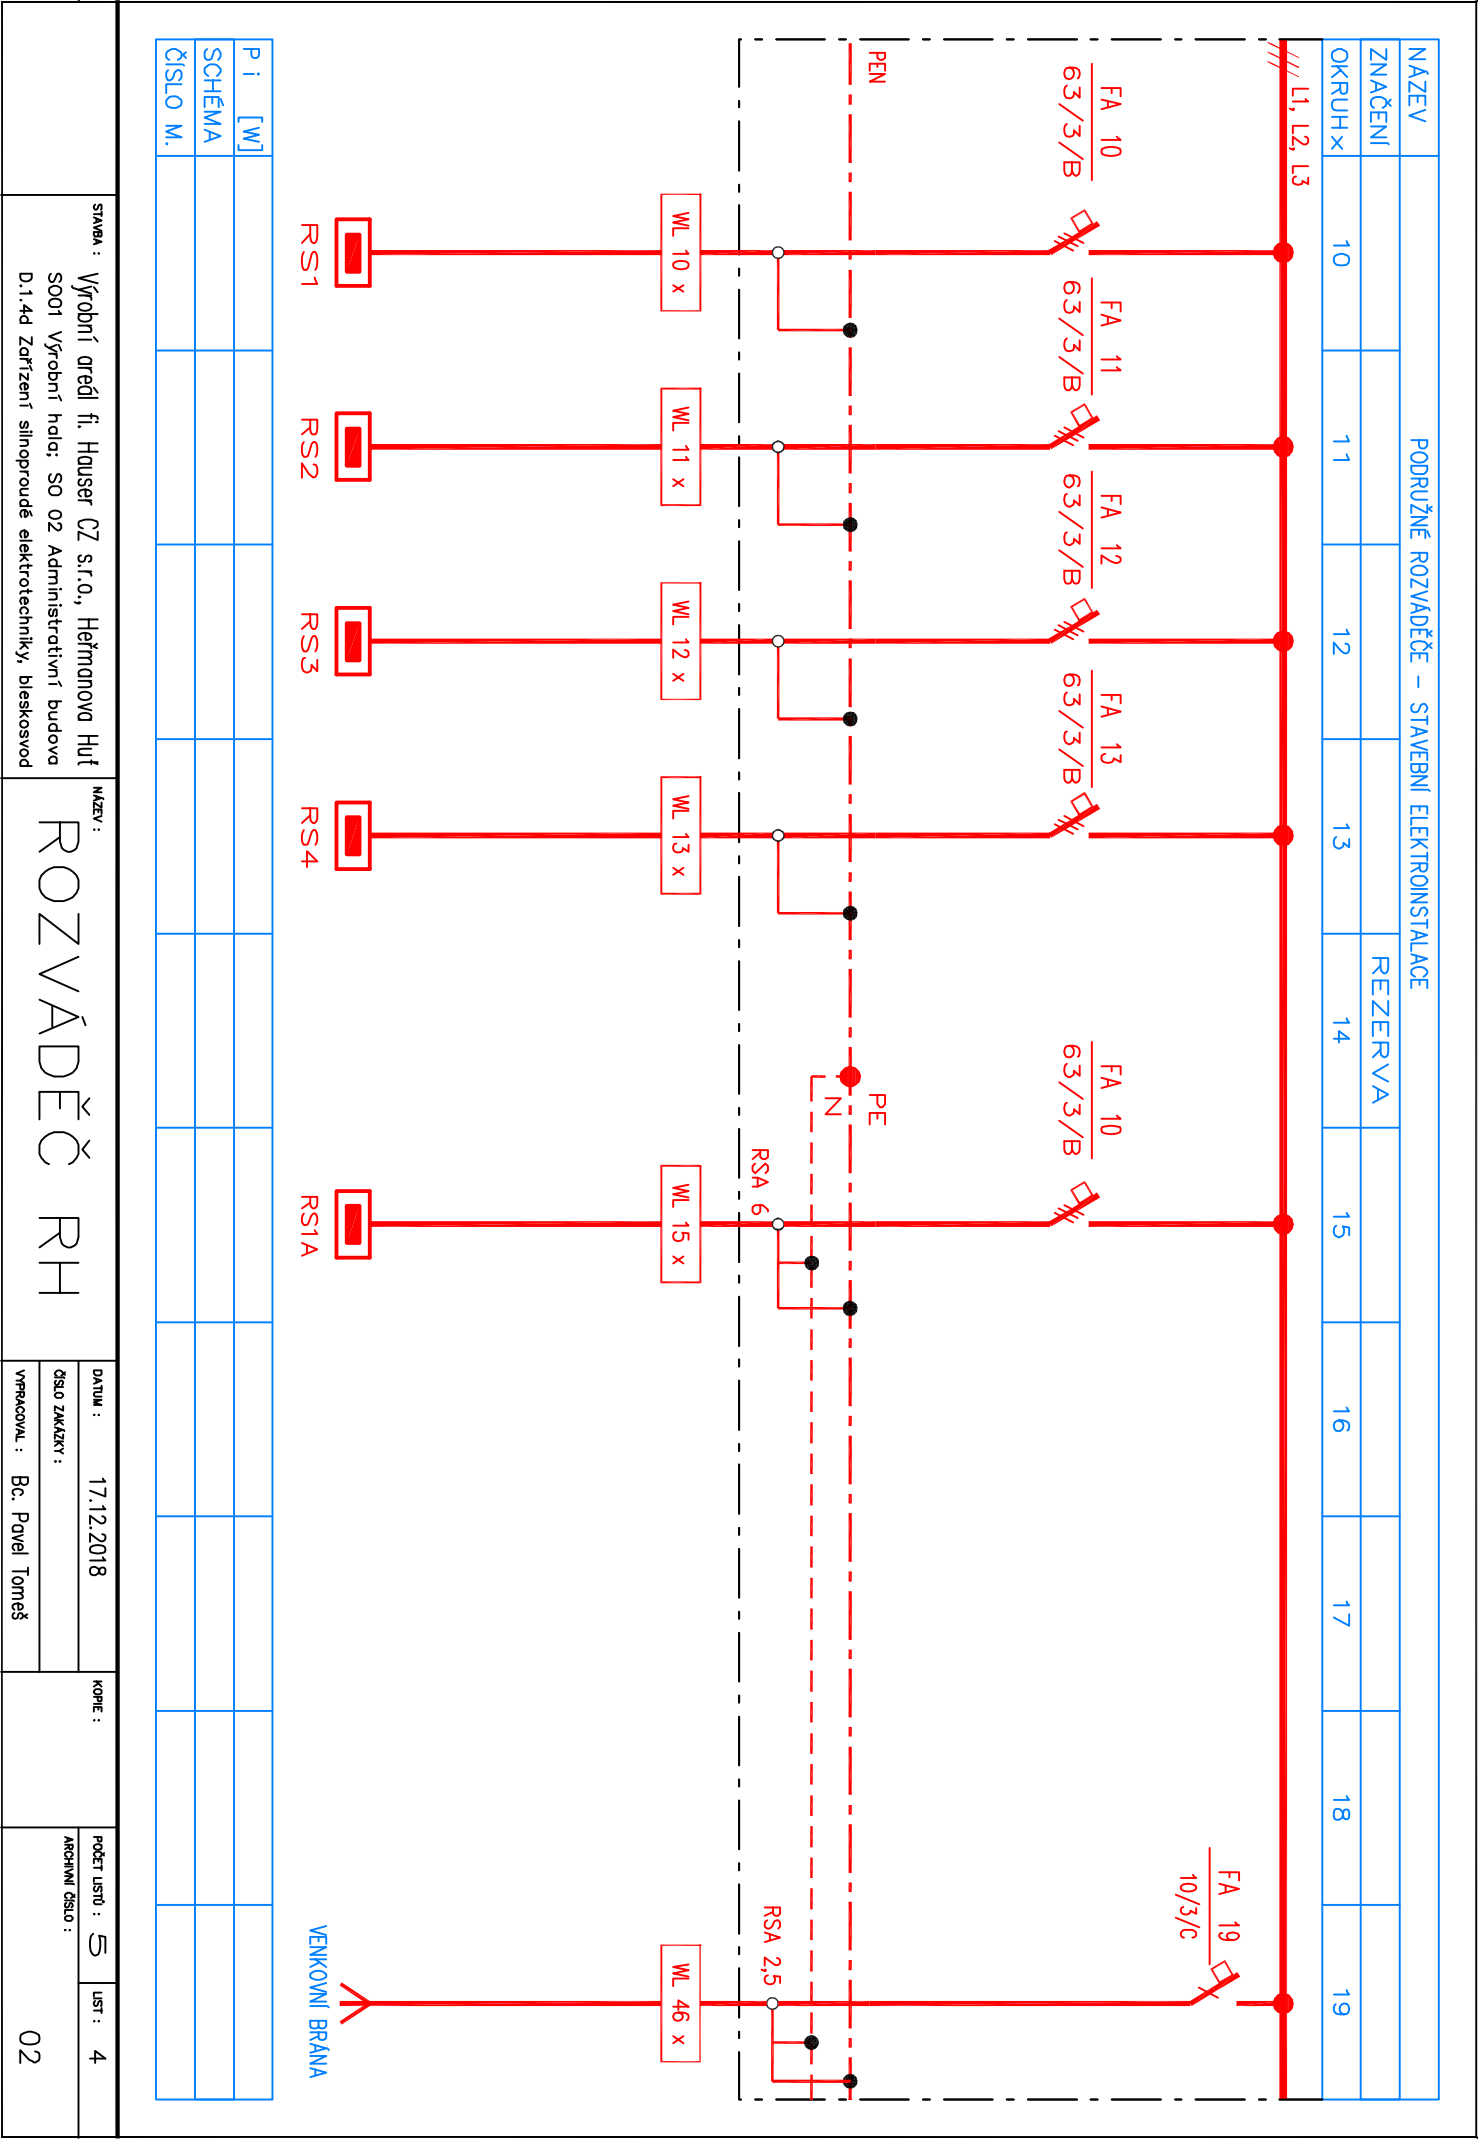 NÁZEV
PODRUŽNÉ ROZVÁDĚČE – STAVEBNÍ ELEKTROINSTALACE
ZNAČENÍ
REZERVA
OKRUH x
10
11
12
13
14
15
16
17
18
19
L1, L2, L3
FA 10
63/3/B
FA 11
63/3/B
FA 12
63/3/B
FA 13
63/3/B
FA 10
63/3/B
FA 19
10/3/C
PEN
PE
N
RSA 6
RSA 2,5
WL 10 x
WL 11 x
WL 12 x
WL 13 x
WL 15 x
WL 46 x
RS1
RS2
RS3
RS4
RS1A
VENKOVNÍ BRÁNA
P i [W]
SCHÉMA
ČÍSLO M.
STAVBA : Výrobní areál fi. Hauser CZ s.r.o., Heřmanova Huť
SO01 Výrobní hala; SO 02 Administrativní budova
D.1.4d Zařízení silnoproudé elektrotechniky, bleskosvod
NÁZEV :
ROZVÁDĚČ RH
DATUM : 17.12.2018
ČÍSLO ZAKÁZKY :
VYPRACOVAL : Bc. Pavel Tomeš
KOPIE :
POČET LISTŮ : 5
LIST : 4
ARCHIVNÍ ČÍSLO :
02